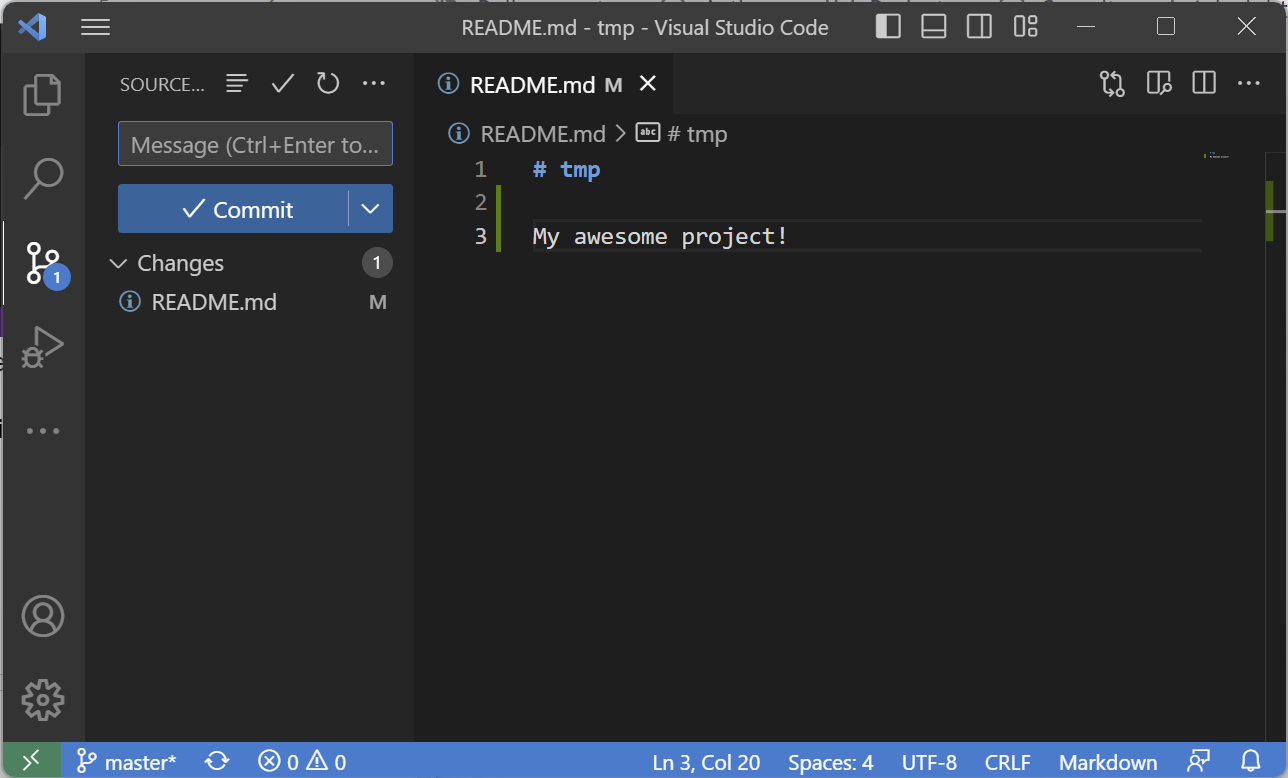 README.md - tmp - Visual Studio Code
SOURCE...
README.md M
Message (Ctrl+Enter to...
README.md > abc # tmp
Commit
1 # tmp
2
3 My awesome project!
Changes 1
README.md M
1
master* 0 0 Ln 3, Col 20 Spaces: 4 UTF-8 CRLF Markdown